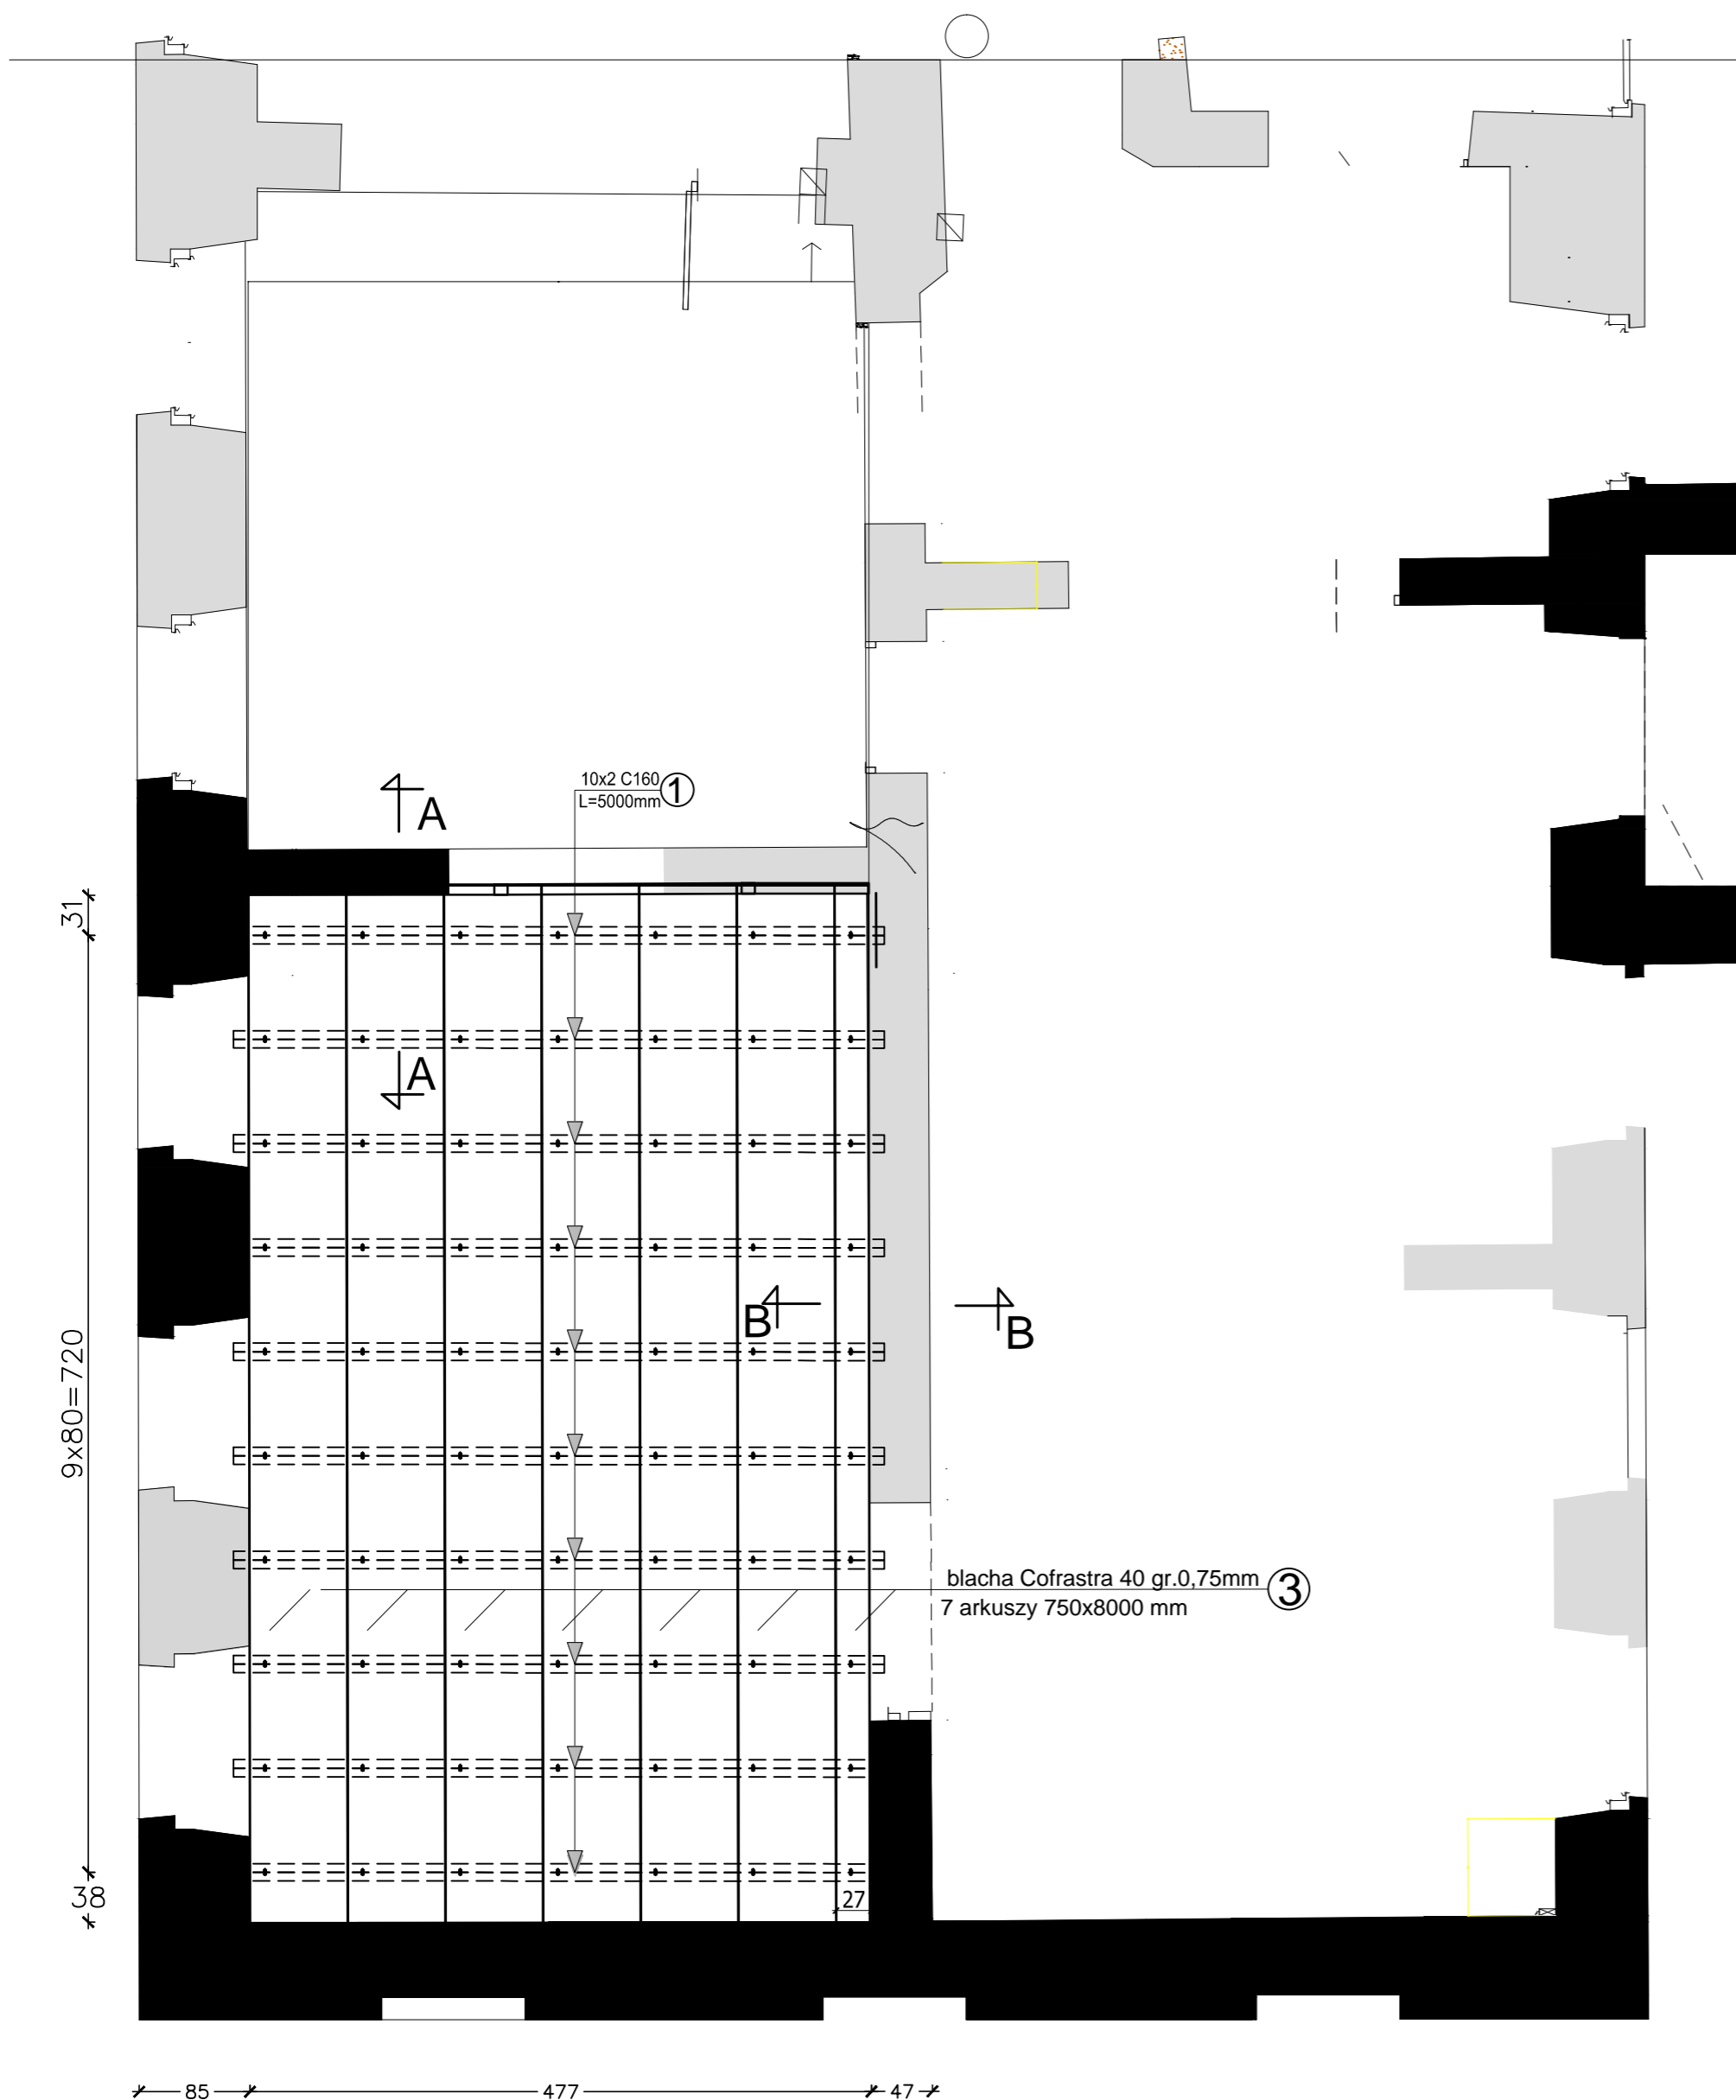 10x2 C160
L=5000mm
1
A
31
A
B
B
9x80=720
blacha Cofrastra 40 gr.0,75mm
7 arkuszy 750x8000 mm
3
27
38
85
477
47